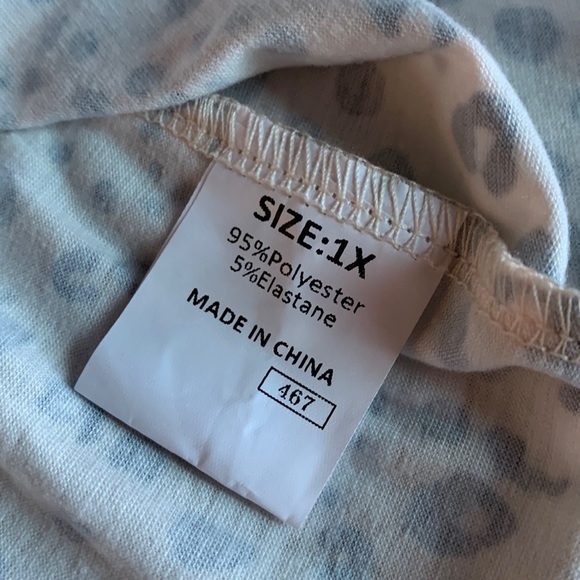 SIZE:1X
95%Polyester
5%Elastane
MADE IN CHINA
467